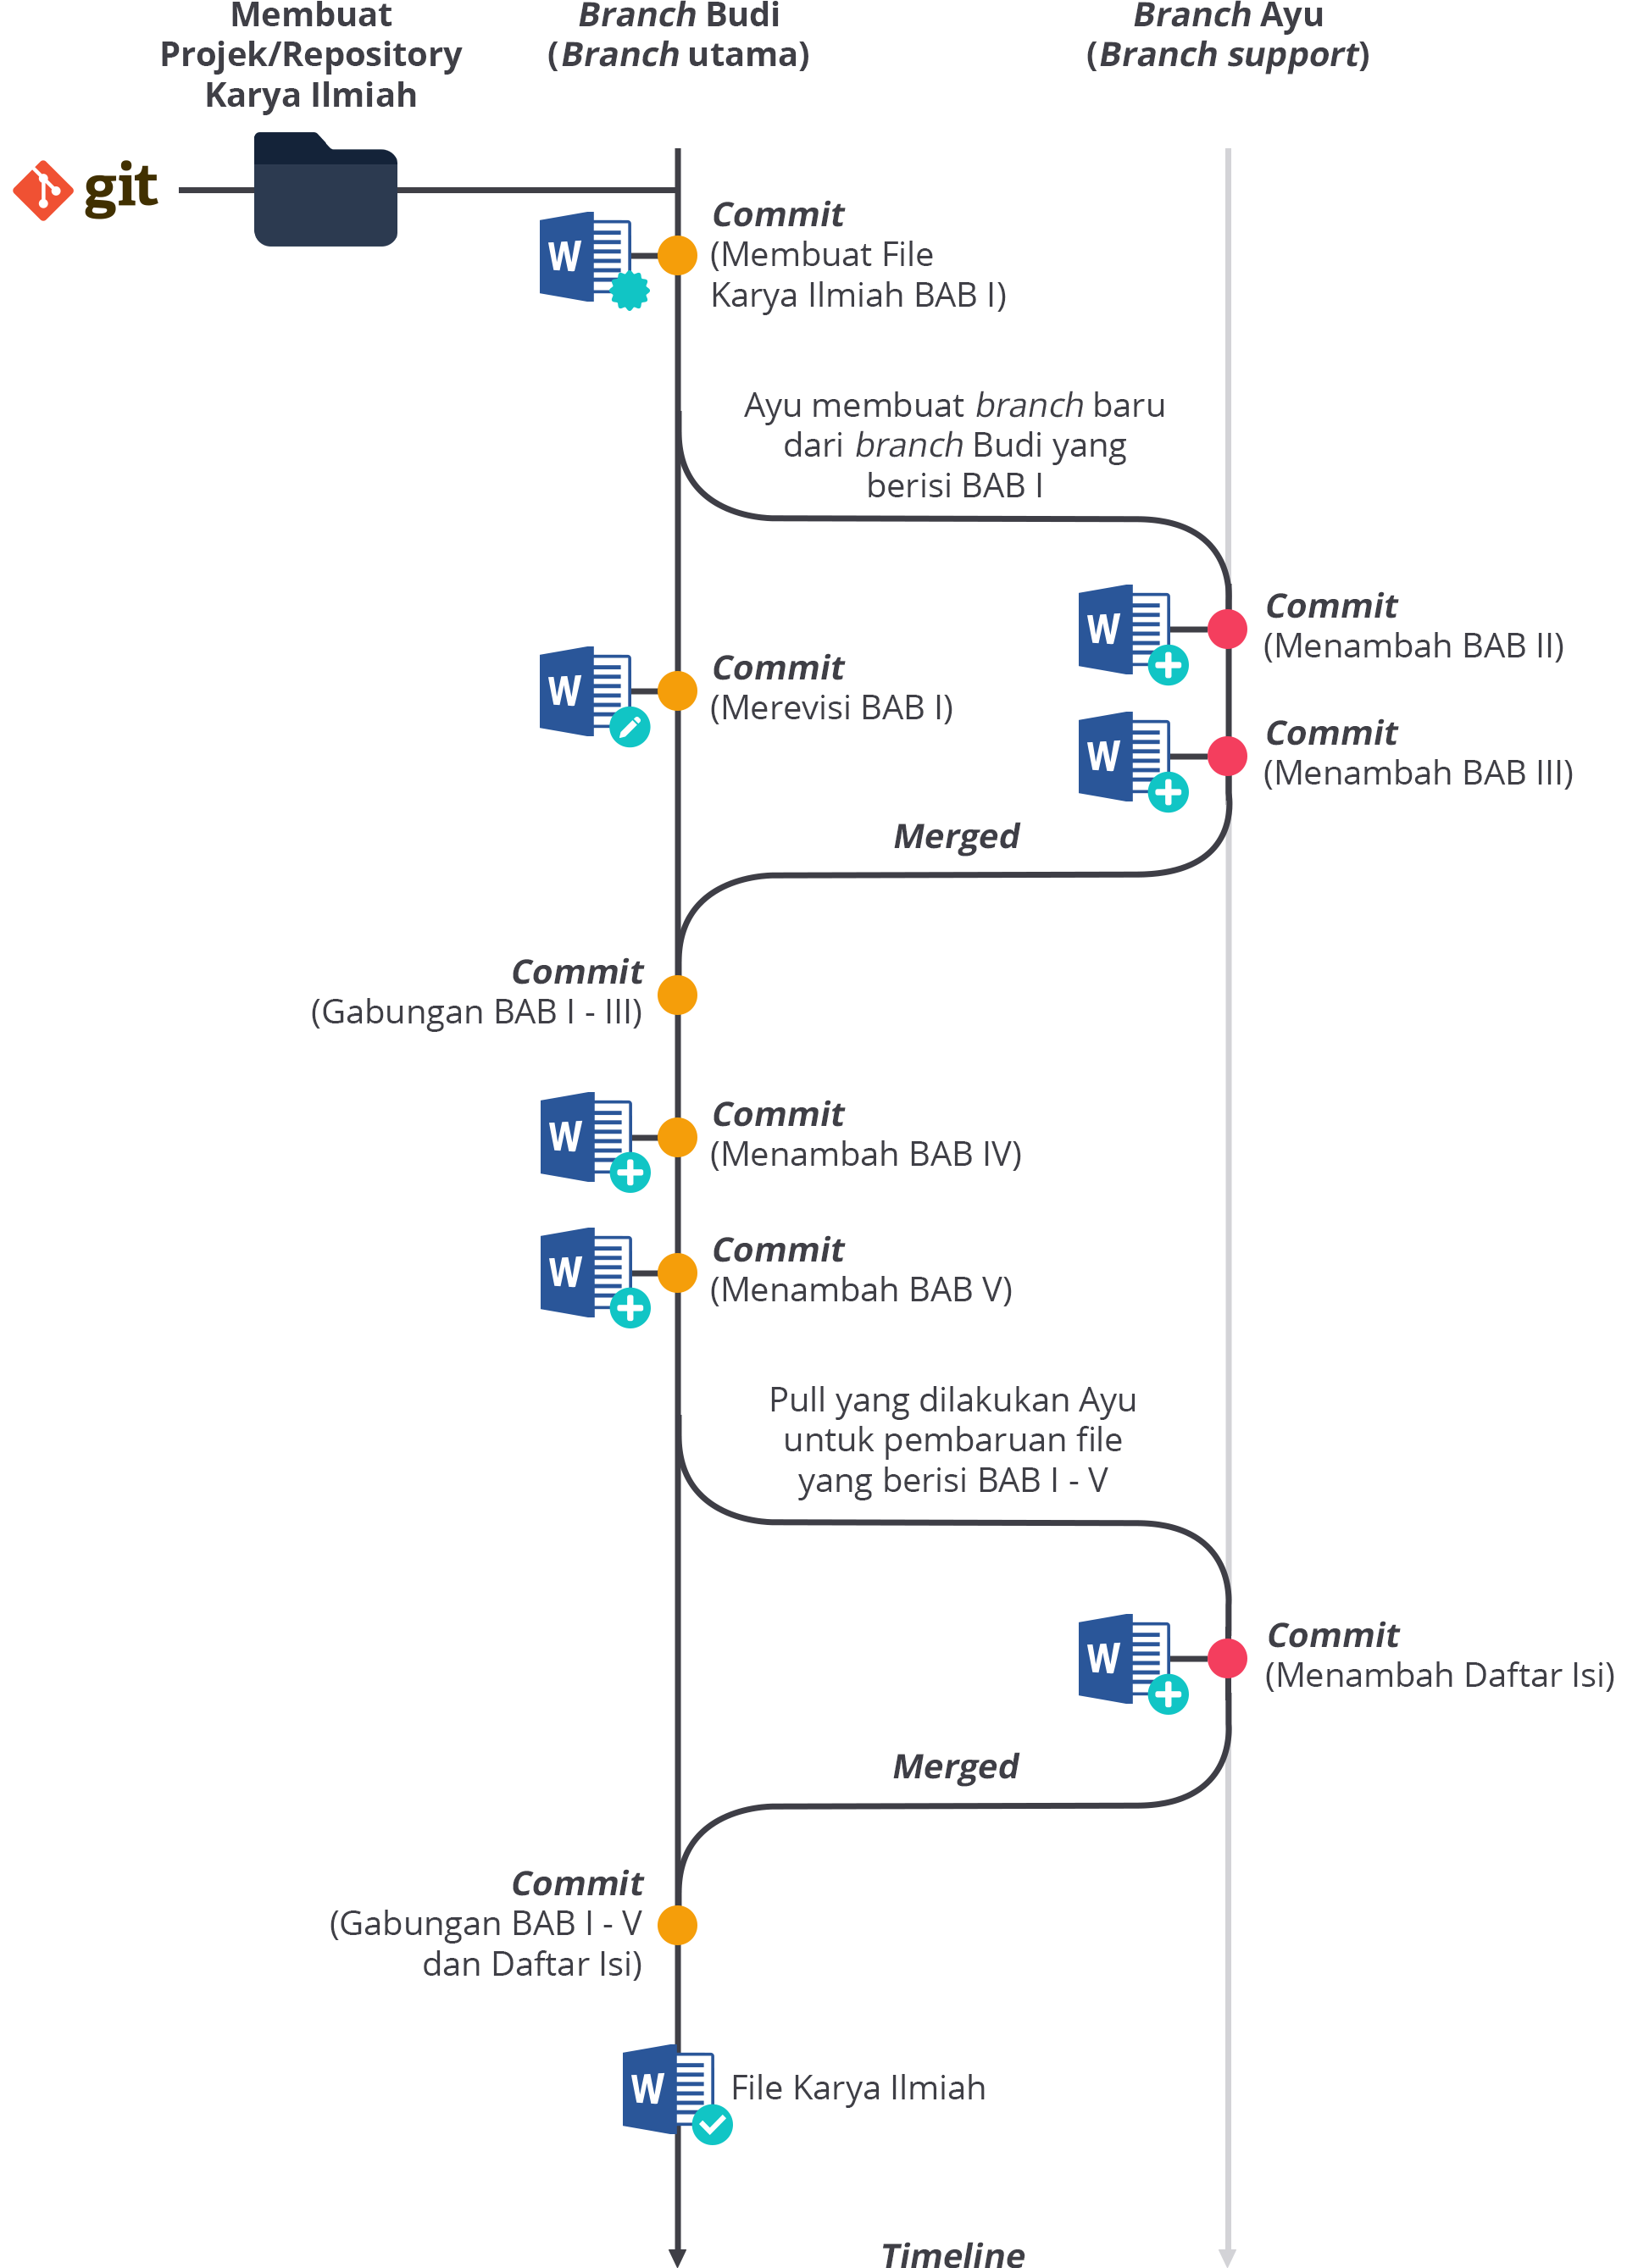 Membuat
Projek/Repository
Karya Ilmiah
Branch Budi
(Branch utama)
Branch Ayu
(Branch support)
git
W
Commit
(Membuat File
Karya Ilmiah BAB I)
Ayu membuat branch baru
dari branch Budi yang
berisi BAB I
W
Commit
(Menambah BAB II)
W
Commit
(Merevisi BAB I)
W
Commit
(Menambah BAB III)
Merged
Commit
(Gabungan BAB I - III)
W
Commit
(Menambah BAB IV)
W
Commit
(Menambah BAB V)
Pull yang dilakukan Ayu
untuk pembaruan file
yang berisi BAB I - V
W
Commit
(Menambah Daftar Isi)
Merged
Commit
(Gabungan BAB I - V
dan Daftar Isi)
W
File Karya Ilmiah
Timeline